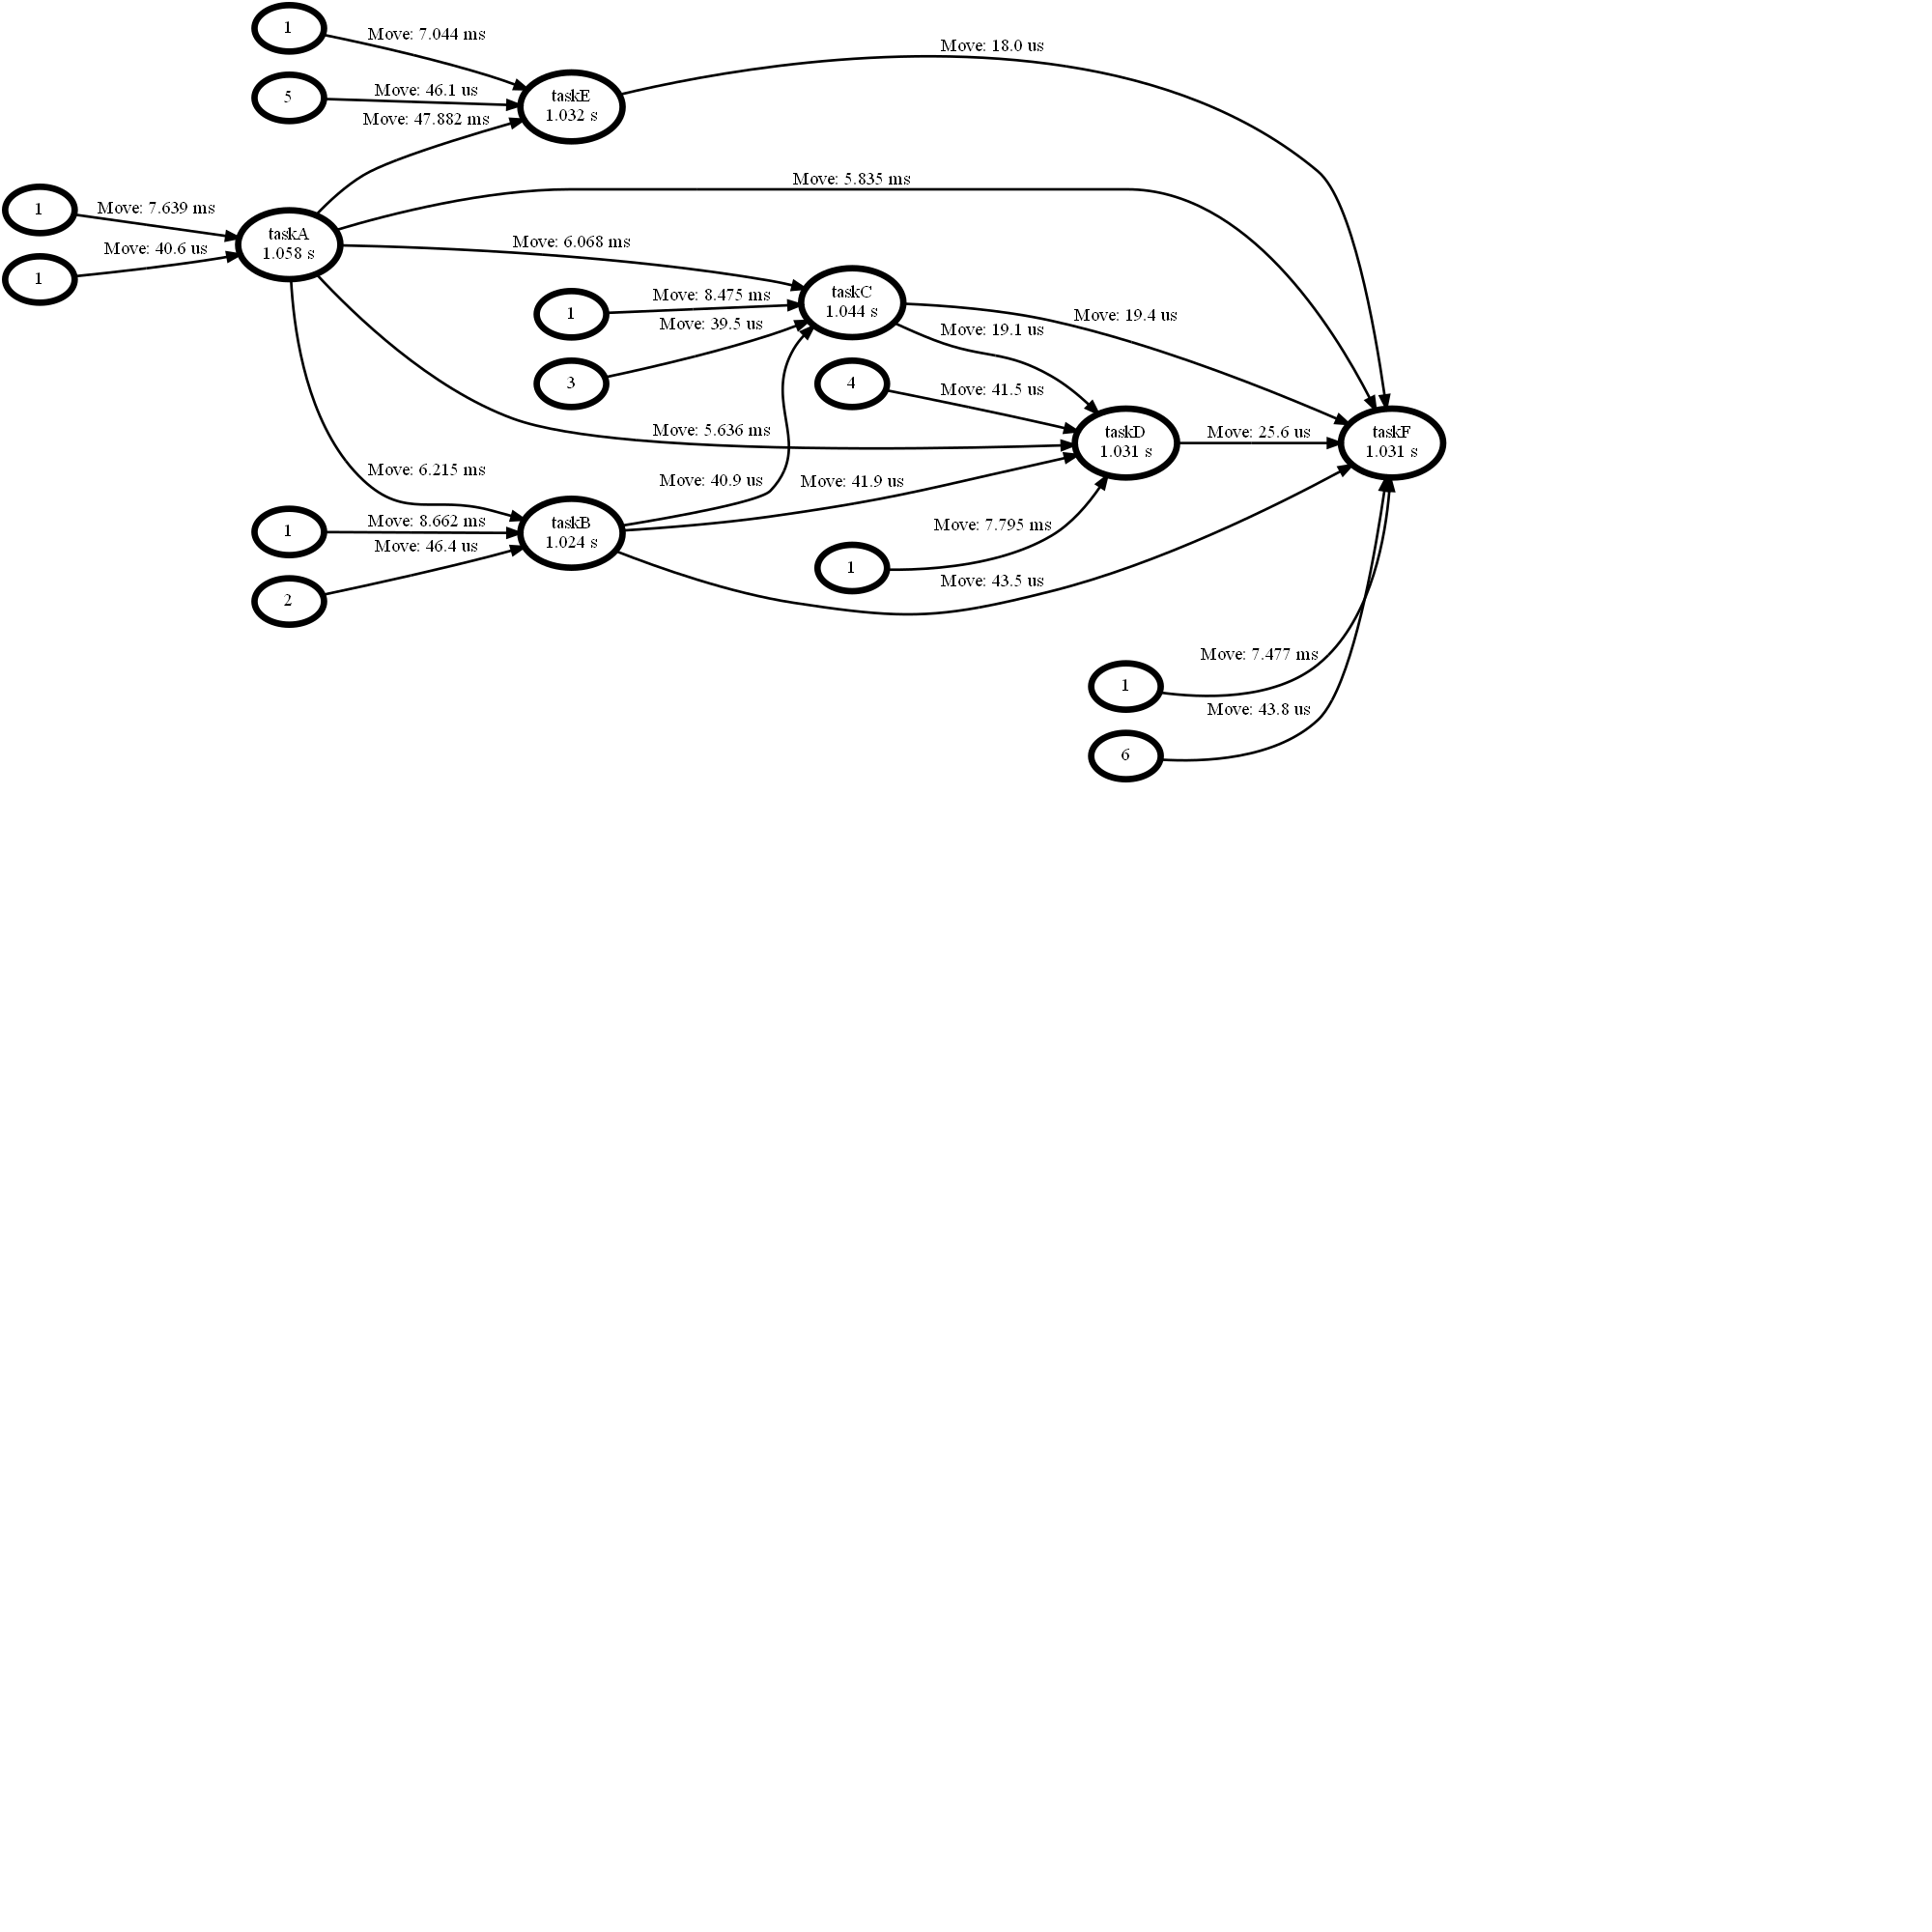 1
Move: 7.044 ms
Move: 18.0 us
5
Move: 46.1 us
taskE
1.032 s
Move: 47.882 ms
Move: 5.835 ms
1
Move: 7.639 ms
taskA
1.058 s
Move: 40.6 us
1
Move: 6.068 ms
taskC
1.044 s
1
Move: 8.475 ms
Move: 39.5 us
3
Move: 19.4 us
Move: 19.1 us
4
Move: 41.5 us
Move: 5.636 ms
taskD
1.031 s
Move: 25.6 us
taskF
1.031 s
Move: 6.215 ms
Move: 40.9 us
Move: 41.9 us
1
Move: 8.662 ms
taskB
1.024 s
Move: 46.4 us
2
Move: 7.795 ms
1
Move: 43.5 us
Move: 7.477 ms
1
Move: 43.8 us
6